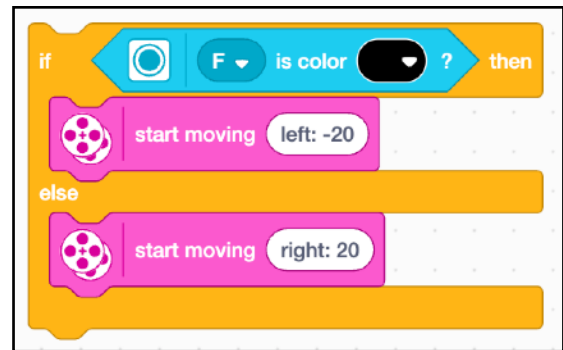 if F is color ? then
start moving left: -20
else
start moving right: 20